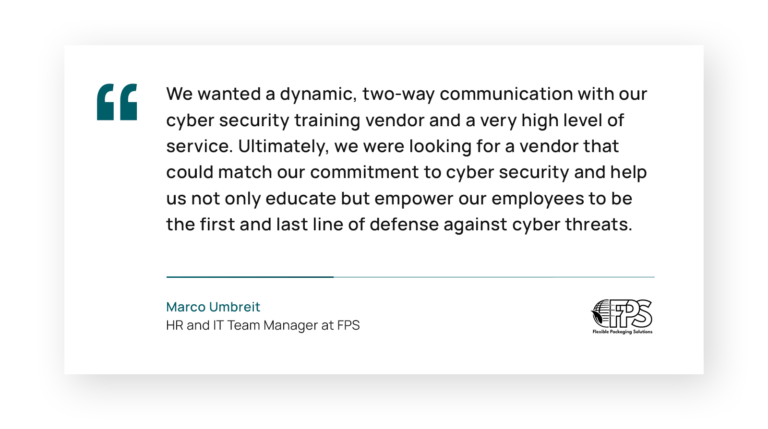 We wanted a dynamic, two-way communication with our
cyber security training vendor and a very high level of
service. Ultimately, we were looking for a vendor that
could match our commitment to cyber security and help
us not only educate but empower our employees to be
the first and last line of defense against cyber threats.
Marco Umbreit
HR and IT Team Manager at FPS
FPS
Flexible Packaging Solutions